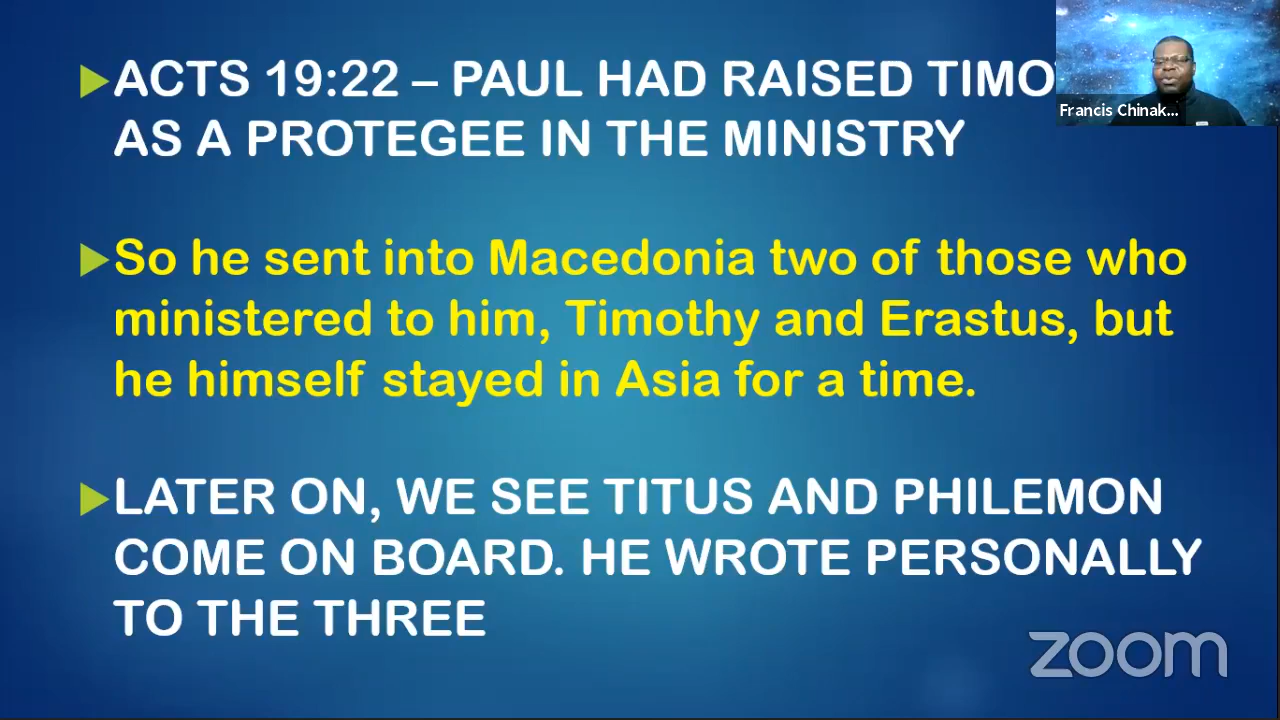 ACTS 19:22 – PAUL HAD RAISED
AS A PROTEGEE IN THE MINISTRY
So he sent into Macedonia two of those who
ministered to him, Timothy and Erastus, but
he himself stayed in Asia for a time.
LATER ON, WE SEE TITUS AND PHILEMON
COME ON BOARD. HE WROTE PERSONALLY
TO THE THREE
Francis Chinak...
zoom